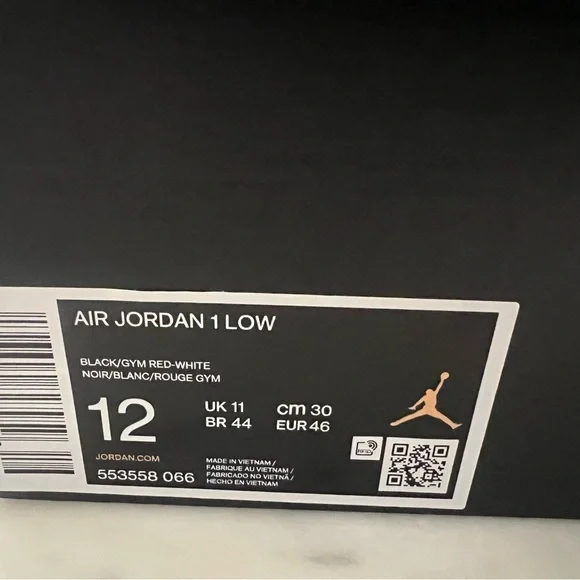 AIR JORDAN 1 LOW
BLACK/GYM RED-WHITE
NOIR/BLANC/ROUGE GYM
12
UK 11 cm 30
BR 44 EUR 46
JORDAN.COM
553558 066
MADE IN VIETNAM /
FABRIQUE AU VIETNAM /
FABRICADO NO VIETNÃ /
HECHO EN VIETNAM